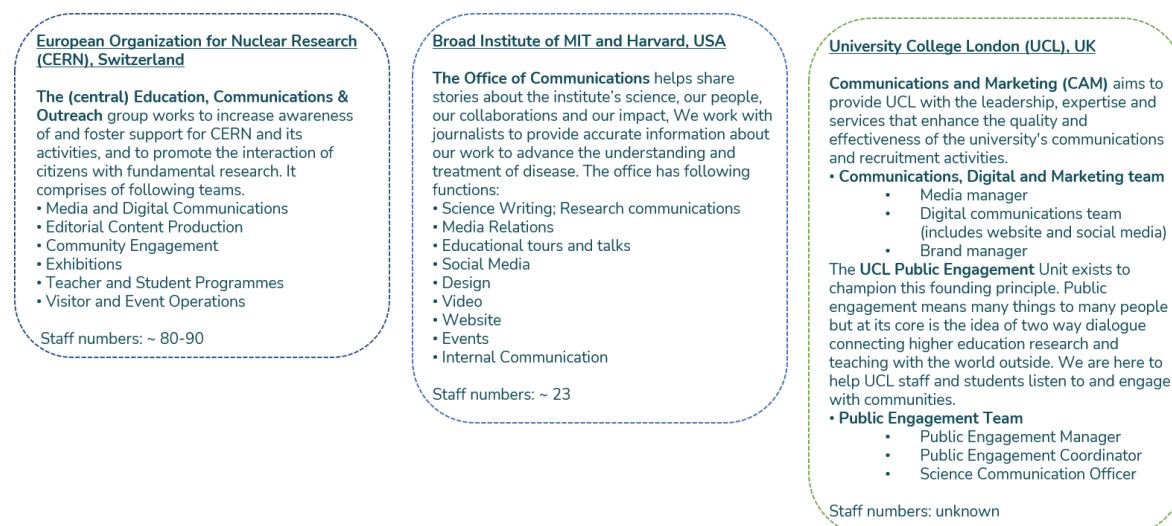 European Organization for Nuclear Research
(CERN), Switzerland
The (central) Education, Communications &
Outreach group works to increase awareness
of and foster support for CERN and its
activities, and to promote the interaction of
citizens with fundamental research. It
comprises of following teams.
• Media and Digital Communications
• Editorial Content Production
• Community Engagement
• Exhibitions
• Teacher and Student Programmes
• Visitor and Event Operations
Staff numbers: ~ 80-90
Broad Institute of MIT and Harvard, USA
The Office of Communications helps share
stories about the institute's science, our people,
our collaborations and our impact, We work with
journalists to provide accurate information about
our work to advance the understanding and
treatment of disease. The office has following
functions:
• Science Writing; Research communications
• Media Relations
• Educational tours and talks
• Social Media
• Design
• Video
• Website
• Events
• Internal Communication
Staff numbers: ~ 23
University College London (UCL), UK
Communications and Marketing (CAM) aims to
provide UCL with the leadership, expertise and
services that enhance the quality and
effectiveness of the university's communications
and recruitment activities.
• Communications, Digital and Marketing team
• Media manager
• Digital communications team
(includes website and social media)
• Brand manager
The UCL Public Engagement Unit exists to
champion this founding principle. Public
engagement means many things to many people
but at its core is the idea of two way dialogue
connecting higher education research and
teaching with the world outside. We are here to
help UCL staff and students listen to and engage
with communities.
• Public Engagement Team
• Public Engagement Manager
• Public Engagement Coordinator
• Science Communication Officer
Staff numbers: unknown